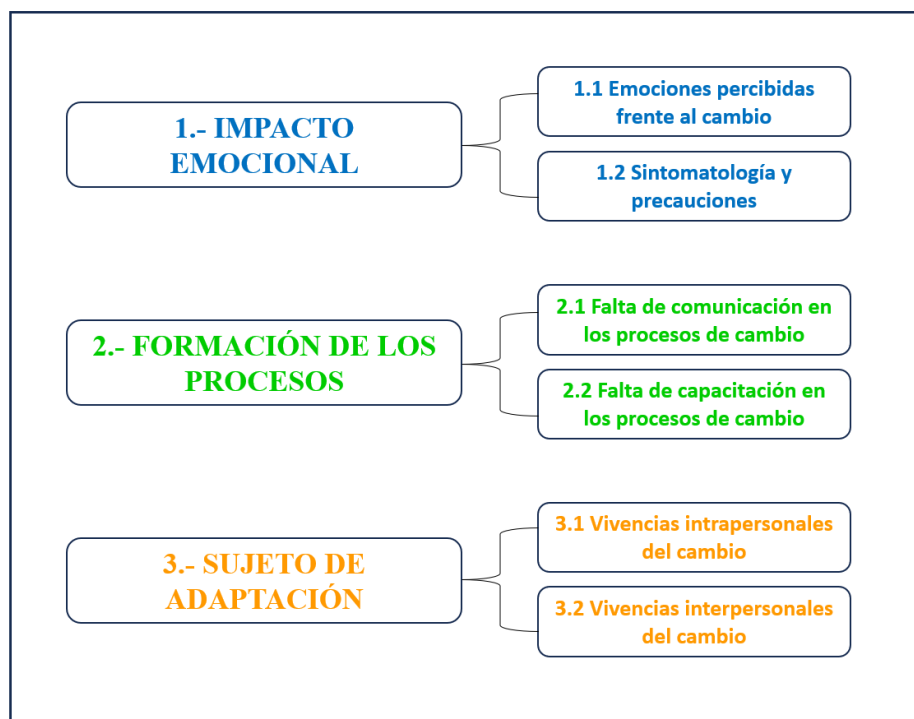 1.- IMPACTO
EMOCIONAL
1.1 Emociones percibidas
frente al cambio
1.2 Sintomatología y
precauciones
2.- FORMACIÓN DE LOS
PROCESOS
2.1 Falta de comunicación en
los procesos de cambio
2.2 Falta de capacitación en
los procesos de cambio
3.- SUJETO DE
ADAPTACIÓN
3.1 Vivencias intrapersonales
del cambio
3.2 Vivencias interpersonales
del cambio